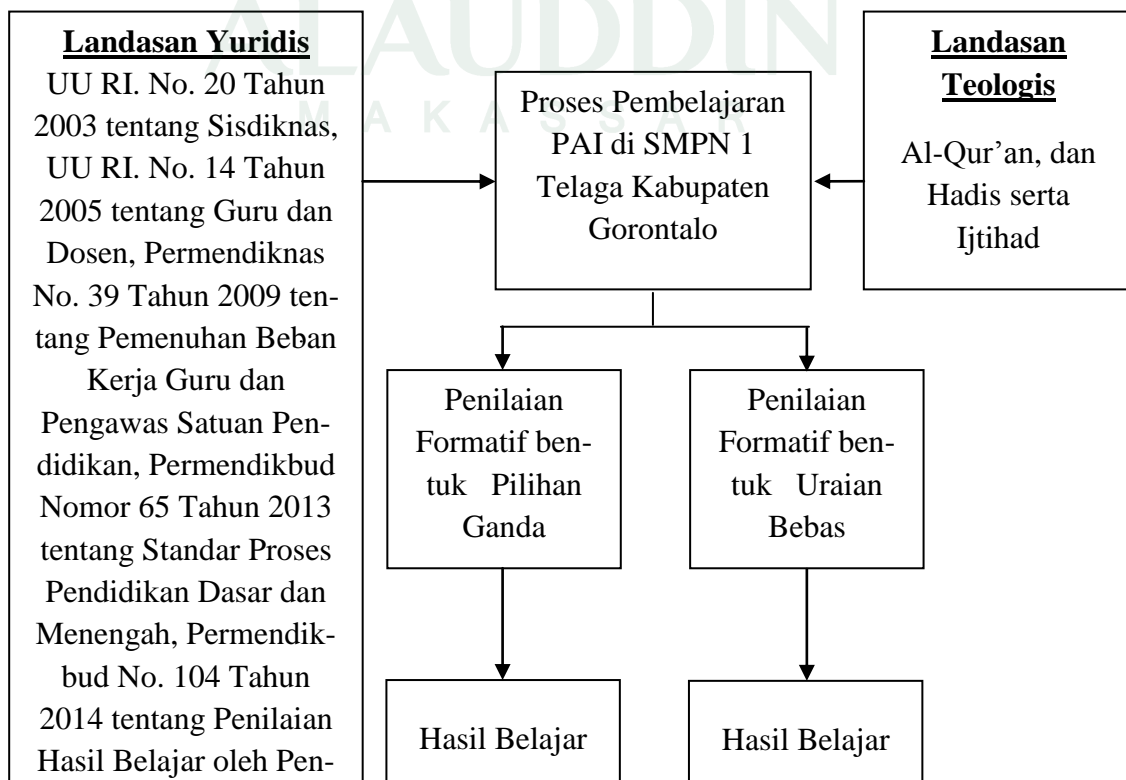 ALAUDDIN
MAKASSAR
Landasan Yuridis
UU RI. No. 20 Tahun
2003 tentang Sisdiknas,
UU RI. No. 14 Tahun
2005 tentang Guru dan
Dosen, Permendiknas
No. 39 Tahun 2009 ten-
tang Pemenuhan Beban
Kerja Guru dan
Pengawas Satuan Pen-
didikan, Permendikbud
Nomor 65 Tahun 2013
tentang Standar Proses
Pendidikan Dasar dan
Menengah, Permendik-
bud No. 104 Tahun
2014 tentang Penilaian
Hasil Belajar oleh Pen-
Proses Pembelajaran
PAI di SMPN 1
Telaga Kabupaten
Gorontalo
Landasan
Teologis
Al-Qur’an, dan
Hadis serta
Ijtihad
Penilaian
Formatif ben-
tuk Pilihan
Ganda
Penilaian
Formatif ben-
tuk Uraian
Bebas
Hasil Belajar
Hasil Belajar